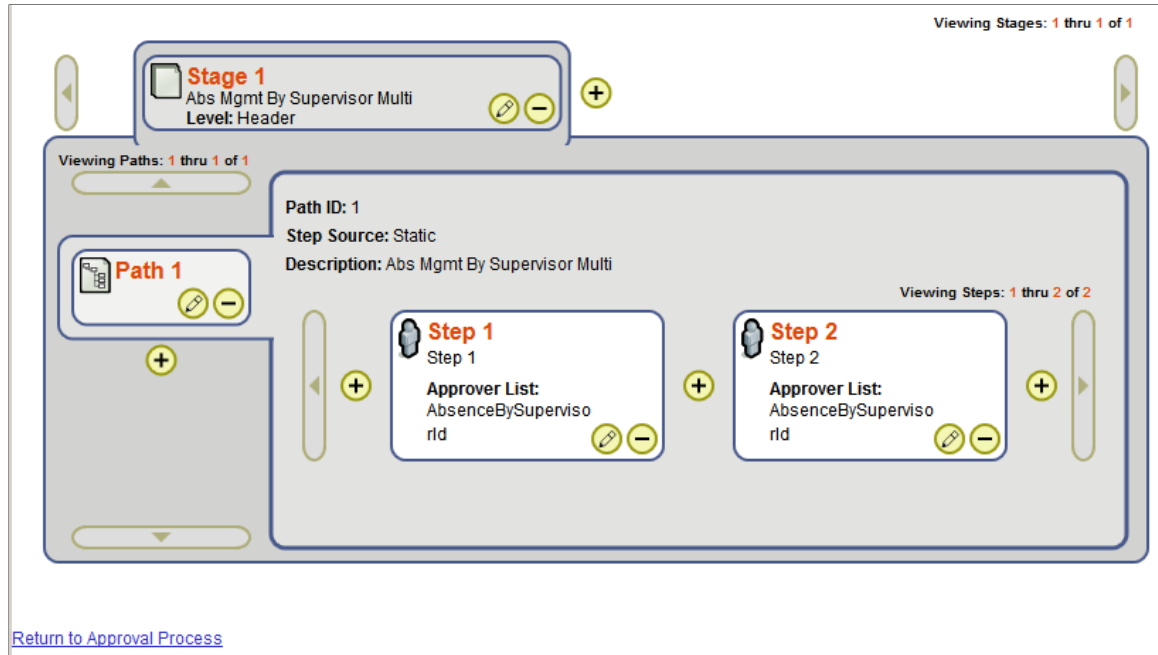 Viewing Stages: 1 thru 1 of 1
Stage 1
Abs Mgmt By Supervisor Multi
Level: Header
Viewing Paths: 1 thru 1 of 1
Path ID: 1
Step Source: Static
Description: Abs Mgmt By Supervisor Multi
Path 1
Viewing Steps: 1 thru 2 of 2
Step 1
Step 1
Approver List:
AbsenceBySuperviso
rId
Step 2
Step 2
Approver List:
AbsenceBySuperviso
rId
Return to Approval Process